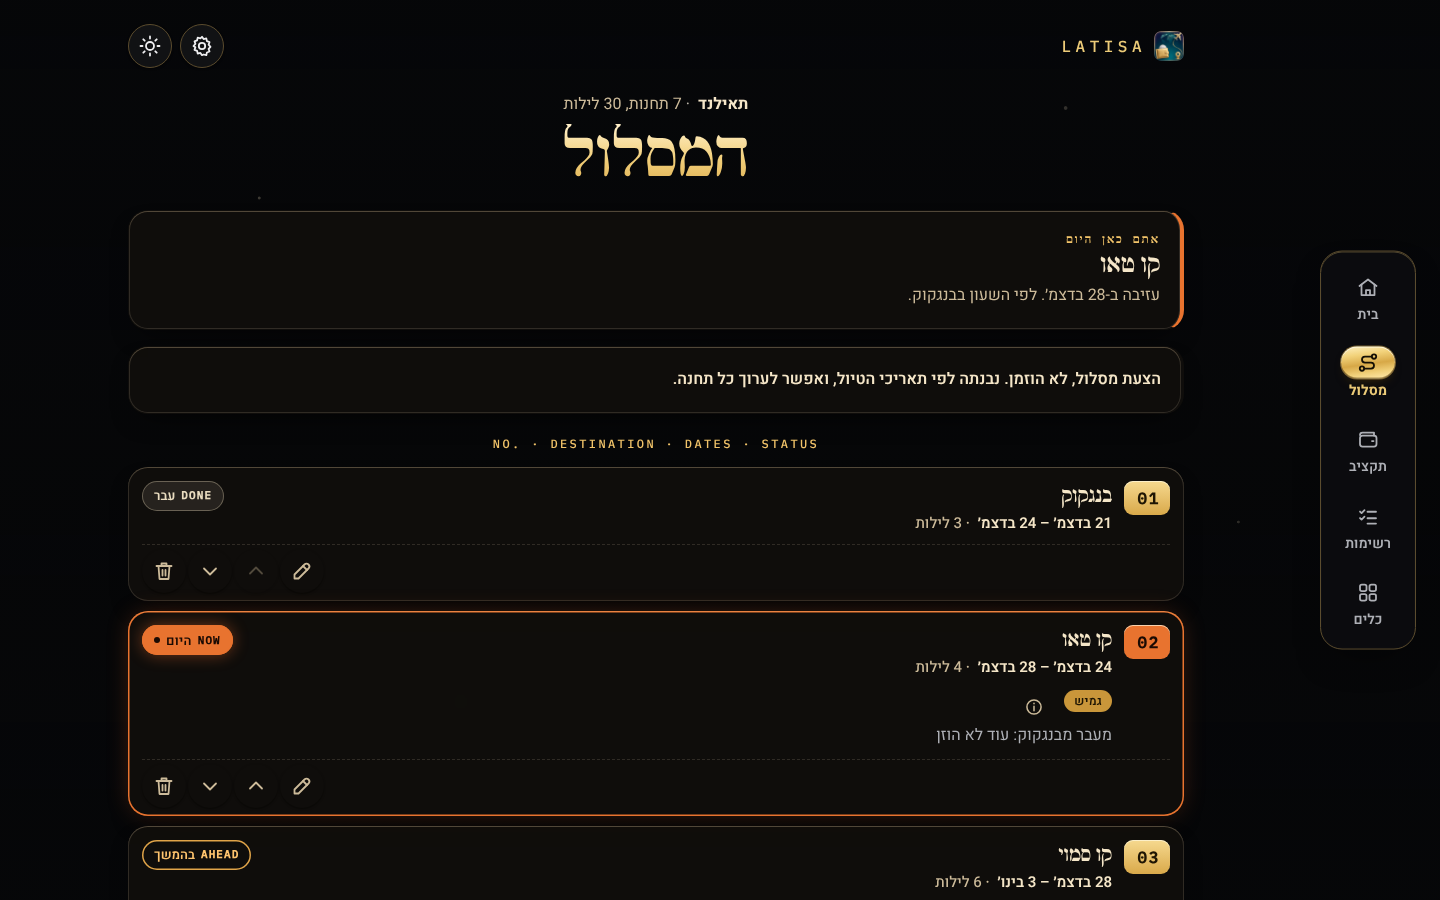 LATISA
תאילנד · 7 תחנות, 30 לילות
המסלול
אתם כאן היום
קו טאו
עזיבה ב-28 בדצמ׳. לפי השעון בבנגקוק.
הצעת מסלול, לא הוזמן. נבנתה לפי תאריכי הטיול, ואפשר לערוך כל תחנה.
NO. · DESTINATION · DATES · STATUS
01
בנגקוק
DONE עבר
21 בדצמ׳ – 24 בדצמ׳ · 3 לילות
02
קו טאו
NOW היום
24 בדצמ׳ – 28 בדצמ׳ · 4 לילות
גמיש
מעבר מבנגקוק: עוד לא הוזן
03
קו סמוי
AHEAD בהמשך
28 בדצמ׳ – 3 בינו׳ · 6 לילות
בית
מסלול
תקציב
רשימות
כלים